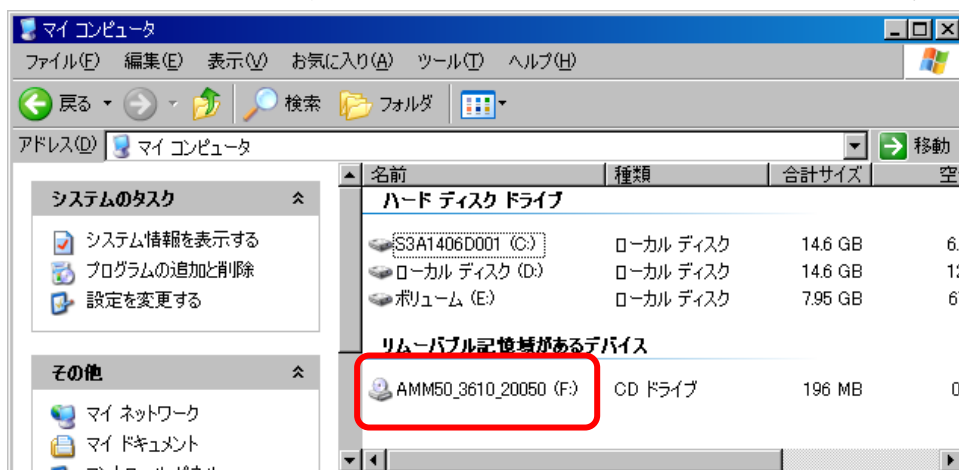 マイ コンピュータ
ファイル(F) 編集(E) 表示(V) お気に入り(A) ツール(T) ヘルプ(H)
戻る 検索 フォルダ
アドレス(D) マイ コンピュータ 移動
名前 種類 合計サイズ 空
システムのタスク
システム情報を表示する
プログラムの追加と削除
設定を変更する
その他
マイ ネットワーク
マイ ドキュメント
ハード ディスク ドライブ
S3A1406D001 (C:) ローカル ディスク 14.6 GB 6.
ローカル ディスク (D:) ローカル ディスク 14.6 GB 12
ボリューム (E:) ローカル ディスク 7.95 GB
リムーバブル記憶域があるデバイス
AMM50_3610_20050 (F:) CD ドライブ 196 MB 0